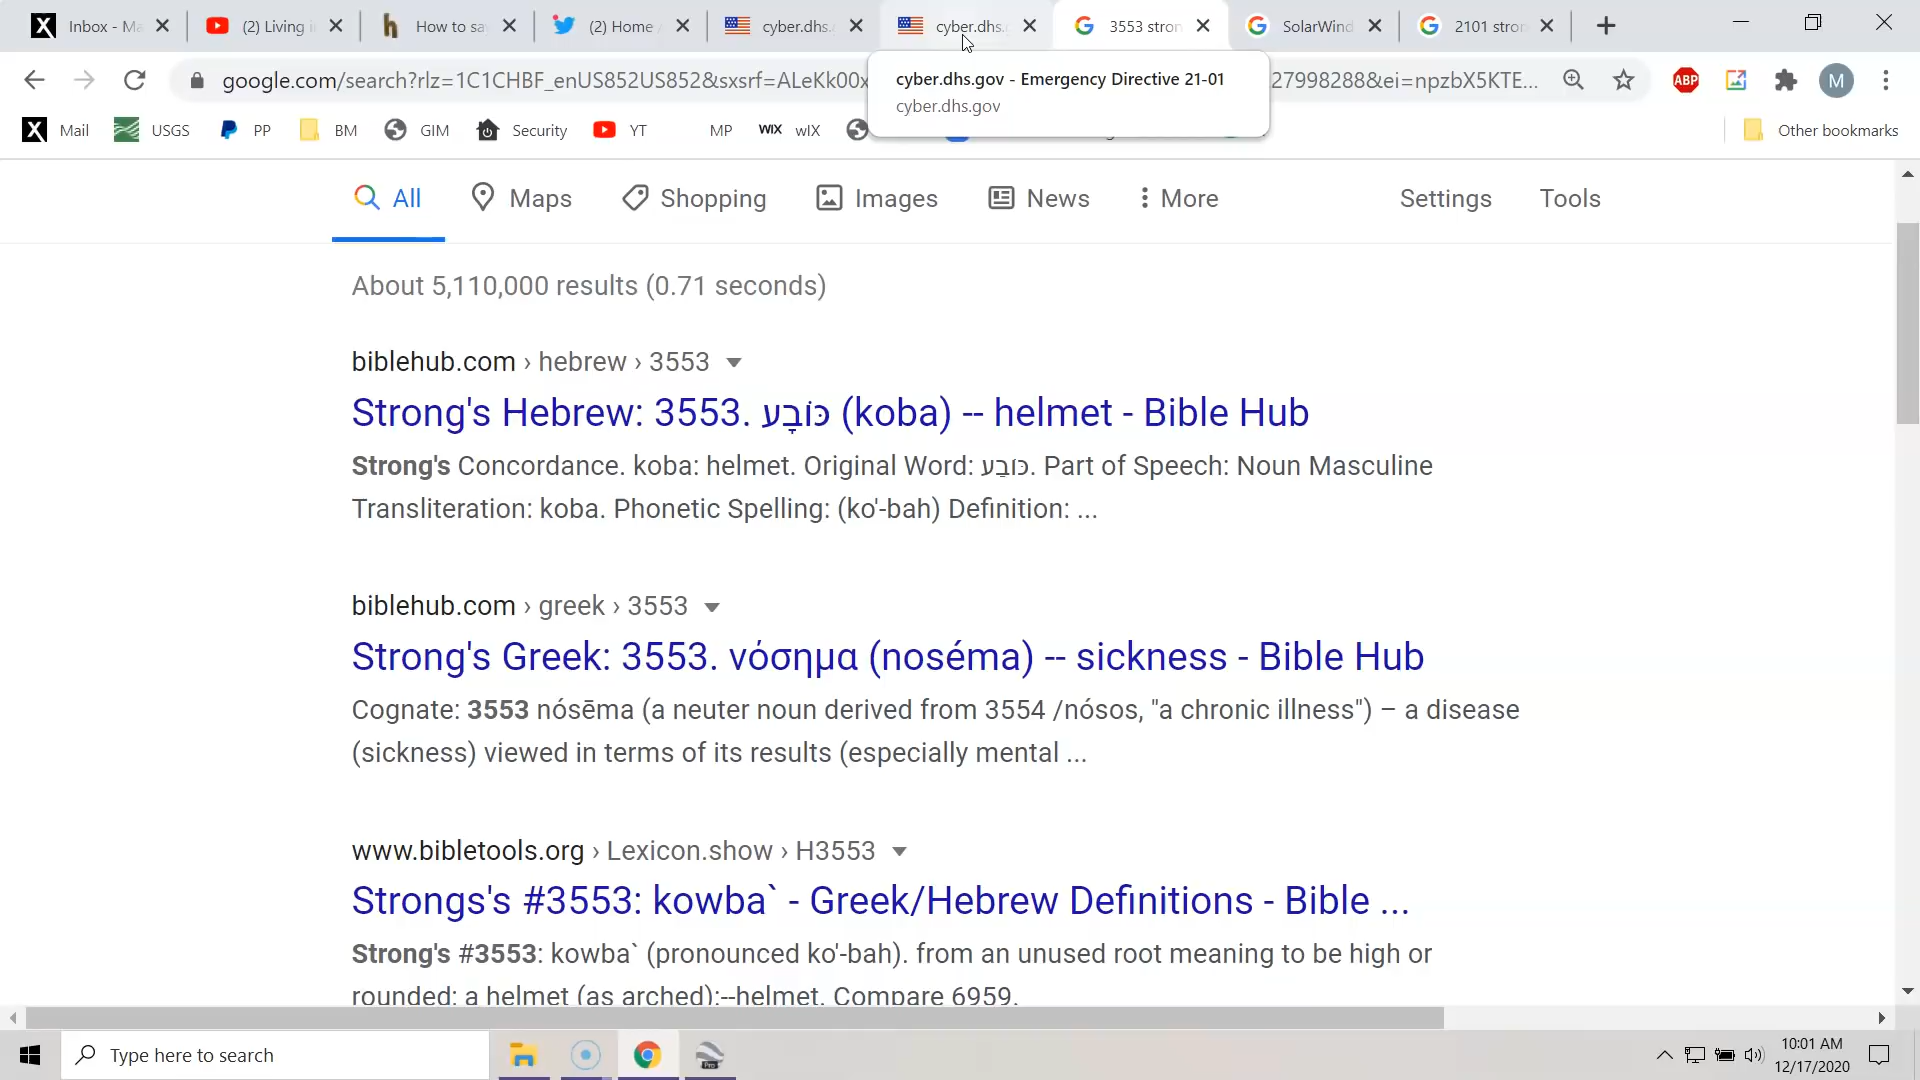 Inbox - Ma
(2) Living i
How to sa
(2) Home
cyber.dhs.
cyber.dhs.
3553 stron
SolarWind
2101 stron
google.com/search?rlz=1C1CHBF_enUS852US852&sxsrf=ALeKk00x
27998288&ei=npzbX5KTE...
ABP
M
cyber.dhs.gov - Emergency Directive 21-01
cyber.dhs.gov
X Mail
USGS
PP
BM
GIM
Security
YT
MP
WIX wIX
Other bookmarks
All
Maps
Shopping
Images
News
More
Settings
Tools
About 5,110,000 results (0.71 seconds)
biblehub.com › hebrew › 3553
Strong's Hebrew: 3553. כּוֹבָע (koba) -- helmet - Bible Hub
Strong's Concordance. koba: helmet. Original Word: כּוֹבַע. Part of Speech: Noun Masculine
Transliteration: koba. Phonetic Spelling: (ko'-bah) Definition: ...
biblehub.com › greek › 3553
Strong's Greek: 3553. νόσημα (noséma) -- sickness - Bible Hub
Cognate: 3553 nósēma (a neuter noun derived from 3554 /nósos, "a chronic illness") – a disease
(sickness) viewed in terms of its results (especially mental ...
www.bibletools.org › Lexicon.show › H3553
Strongs's #3553: kowba` - Greek/Hebrew Definitions - Bible ...
Strong's #3553: kowba` (pronounced ko'-bah). from an unused root meaning to be high or
rounded; a helmet (as arched):--helmet. Compare 6959.
Type here to search
10:01 AM
12/17/2020